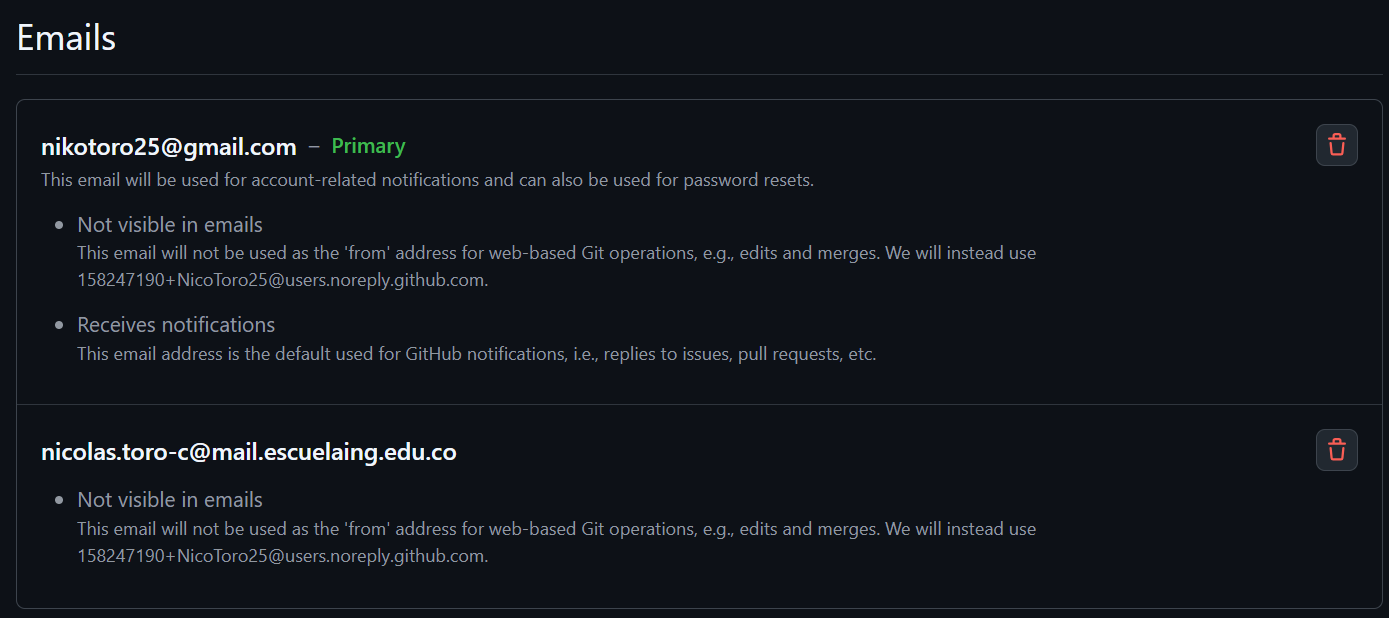 Emails
nikotoro25@gmail.com – Primary
This email will be used for account-related notifications and can also be used for password resets.
• Not visible in emails
This email will not be used as the 'from' address for web-based Git operations, e.g., edits and merges. We will instead use
158247190+NicoToro25@users.noreply.github.com.
• Receives notifications
This email address is the default used for GitHub notifications, i.e., replies to issues, pull requests, etc.
nicolas.toro-c@mail.escuelaing.edu.co
• Not visible in emails
This email will not be used as the 'from' address for web-based Git operations, e.g., edits and merges. We will instead use
158247190+NicoToro25@users.noreply.github.com.